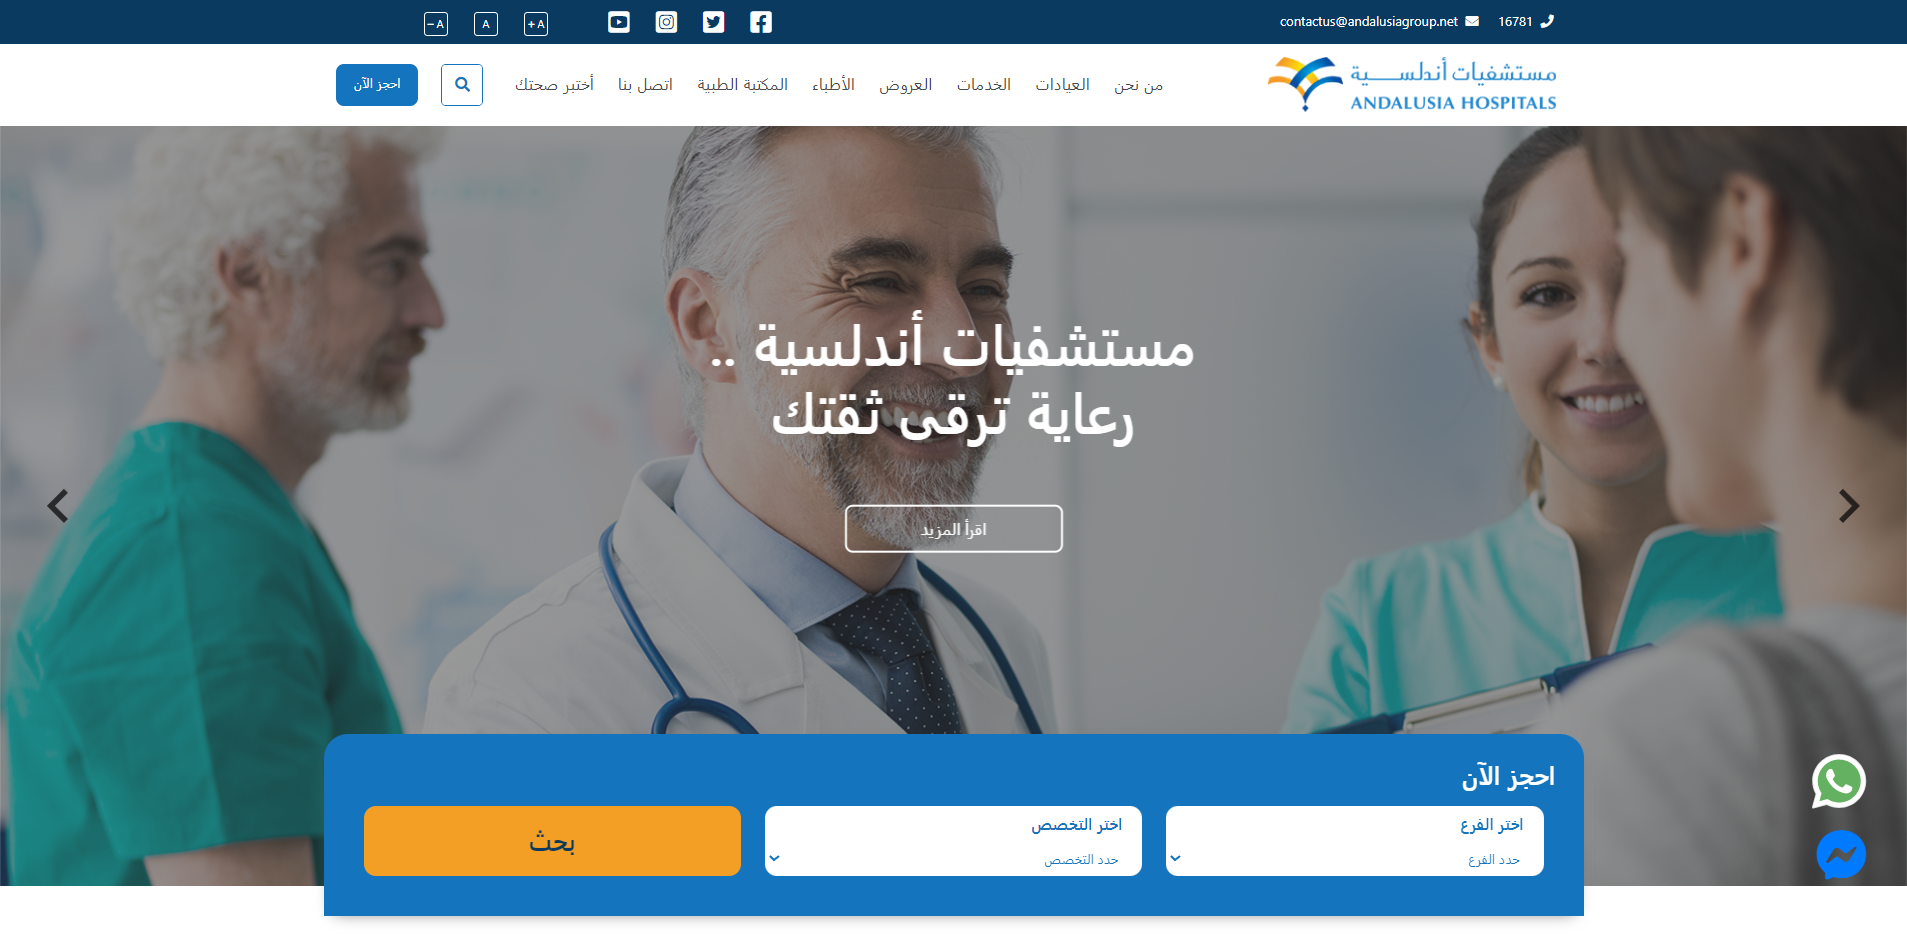 16781
contactus@andalusiagroup.net
+A
A
−A
مستشفيات أندلسية
ANDALUSIA HOSPITALS
من نحن
العيادات
الخدمات
العروض
الأطباء
المكتبة الطبية
اتصل بنا
أختبر صحتك
احجز الآن
مستشفيات أندلسية ..
رعاية ترقى ثقتك
اقرأ المزيد
احجز الآن
اختر الفرع
حدد الفرع
اختر التخصص
حدد التخصص
بحث